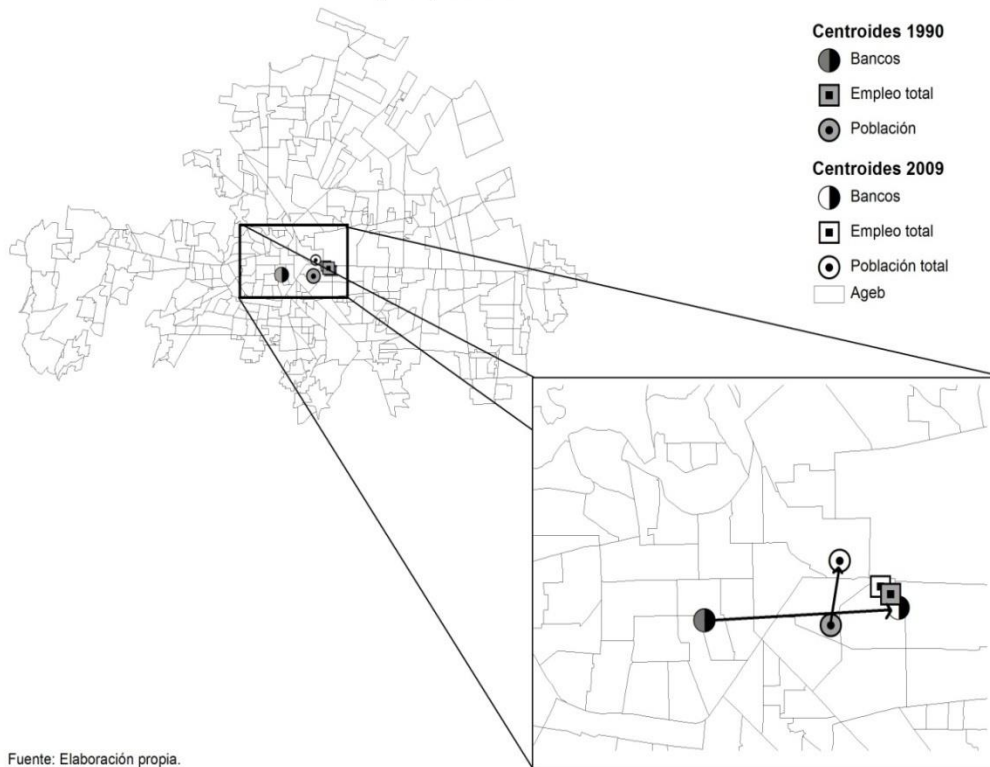 Centroides 1990
Bancos
Empleo total
Población
Centroides 2009
Bancos
Empleo total
Población total
Ageb
Fuente: Elaboración propia.